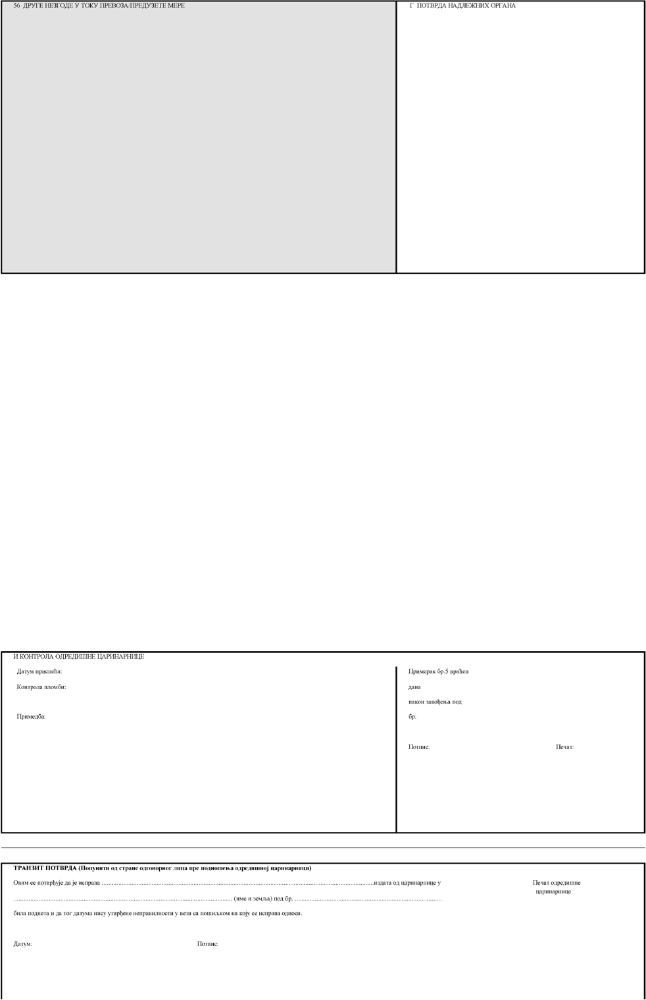 56 ДРУГЕ НЕЗГОДЕ У ТОКУ ПРЕВОЗА/ПРЕДУЗЕТЕ МЕРЕ
Г ПОТВРДА НАДЛЕЖНИХ ОРГАНА
И КОНТРОЛА ОДРЕДИШНЕ ЦАРИНАРНИЦЕ
Датум приспећа:
Контрола пломби:
Примедба:
Примерак бр.5 враћен
дана
након завођења под
бр.
Потпис:
Печат:
ТРАНЗИТ ПОТВРДА (Попунити од стране одговорног лица пре подношења одредишној царинарници)
Овим се потврђује да је исправа ..........................................................................................издата од царинарнице у
.......................................................................... (име и земља) под бр. ..................................................
била поднета и да тог датума нису утврђене неправилности у вези са пошиљком на коју се исправа односи.
Печат одредишне
царинарнице
Датум:
Потпис: